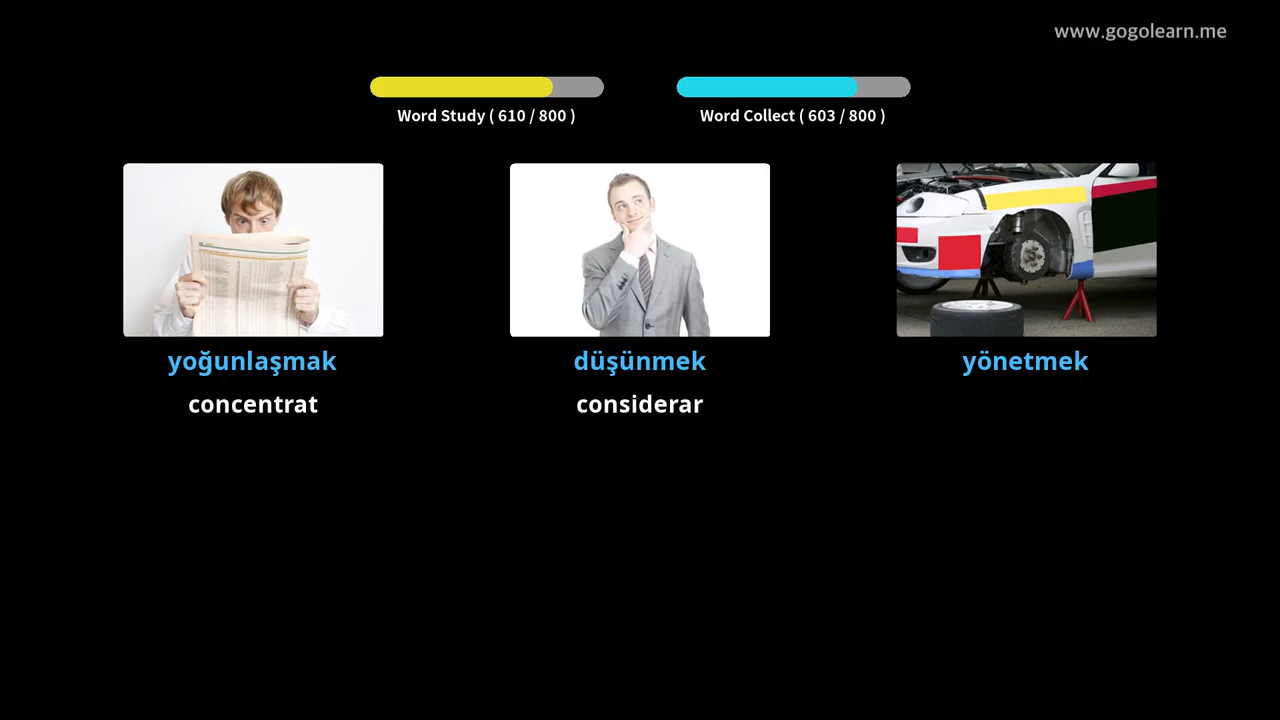 www.gogolearn.me
Word Study ( 610 / 800 )
Word Collect ( 603 / 800 )
yoğunlaşmak
düşünmek
yönetmek
concentrat
considerar